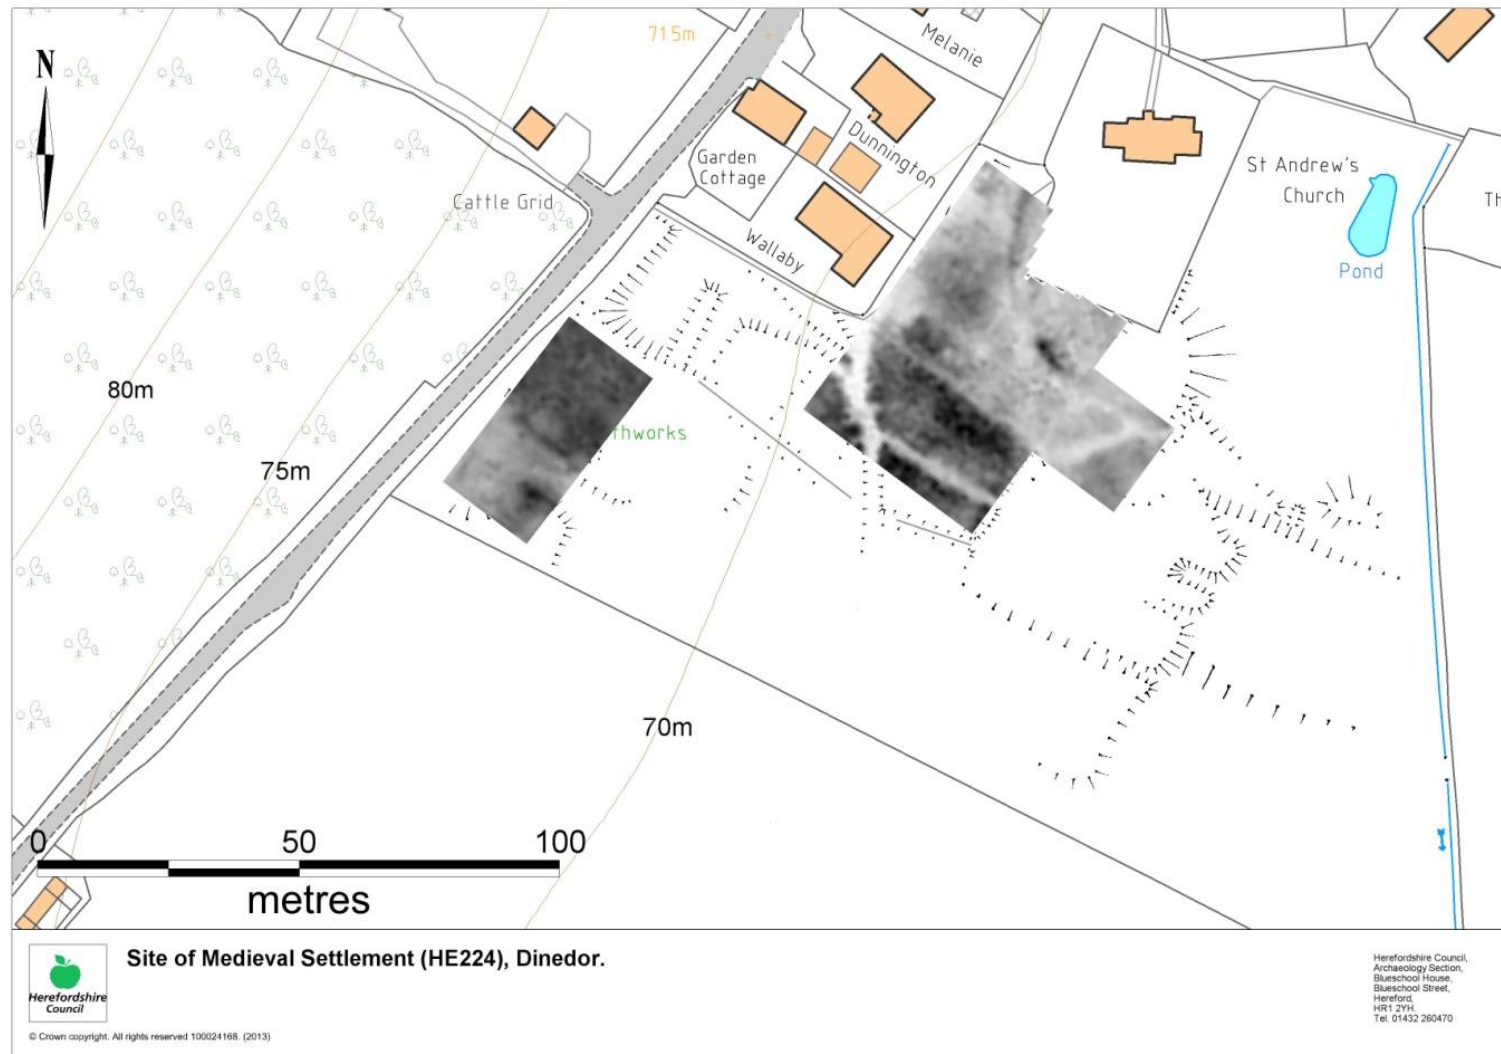 71.5m
Melanie
N
Dunnington
Garden
Cottage
St Andrew's
Church
Th
Cattle Grid
Wallaby
Pond
80m
thworks
75m
70m
0 50 100
metres
Site of Medieval Settlement (HE224), Dinedor.
Herefordshire
Council
© Crown copyright. All rights reserved 100024168. (2013)
Herefordshire Council,
Archaeology Section,
Blueschool House,
Blueschool Street,
Hereford,
HR1 2YH.
Tel. 01432 260470